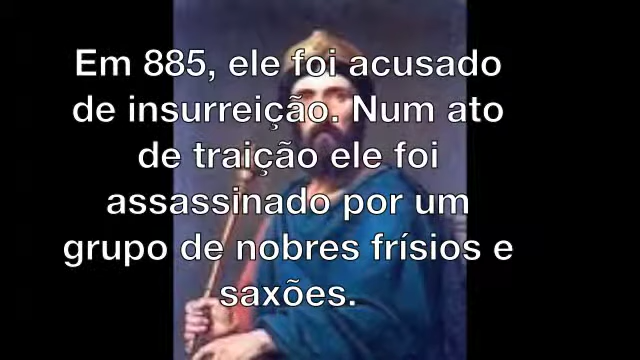 Em 885, ele foi acusado
de insurreição. Num ato
de traição ele foi
assassinado por um
grupo de nobres frísios e
saxões.